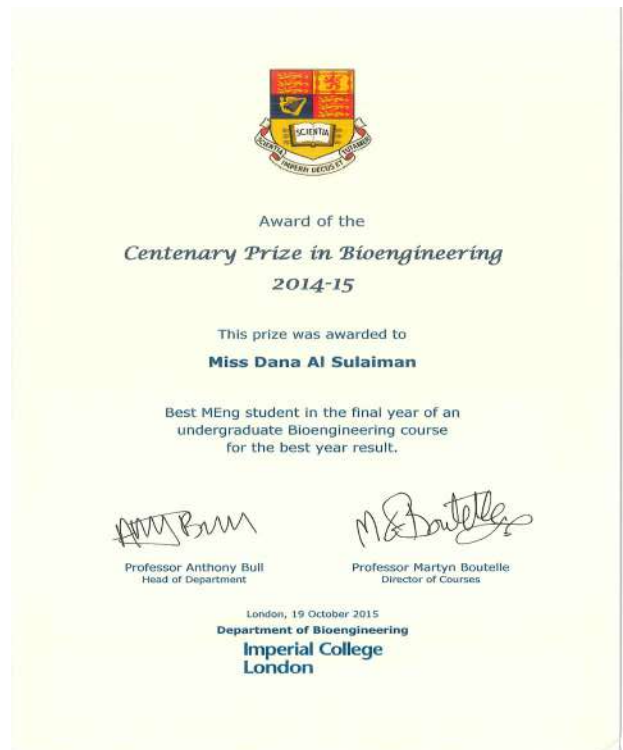 SCIENTIA
SCIENTIA IMPERII DECUS ET TUTAMEN
Award of the
Centenary Prize in Bioengineering
2014-15
This prize was awarded to
Miss Dana Al Sulaiman
Best MEng student in the final year of an
undergraduate Bioengineering course
for the best year result.
M G Boutelle
Professor Anthony Bull
Head of Department
Professor Martyn Boutelle
Director of Courses
London, 19 October 2015
Department of Bioengineering
Imperial College
London